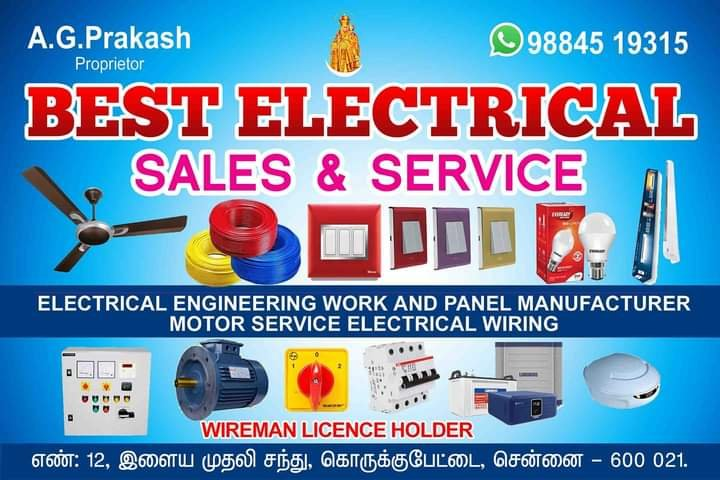 A.G.Prakash
Proprietor
98845 19315
BEST ELECTRICAL
SALES & SERVICE
EVEREADY
EVEREADY
ELECTRICAL ENGINEERING WORK AND PANEL MANUFACTURER
MOTOR SERVICE ELECTRICAL WIRING
0
1
2
WIREMAN LICENCE HOLDER
எண்: 12, இளைய முதலி சந்து, கொருக்குபேட்டை, சென்னை – 600 021.